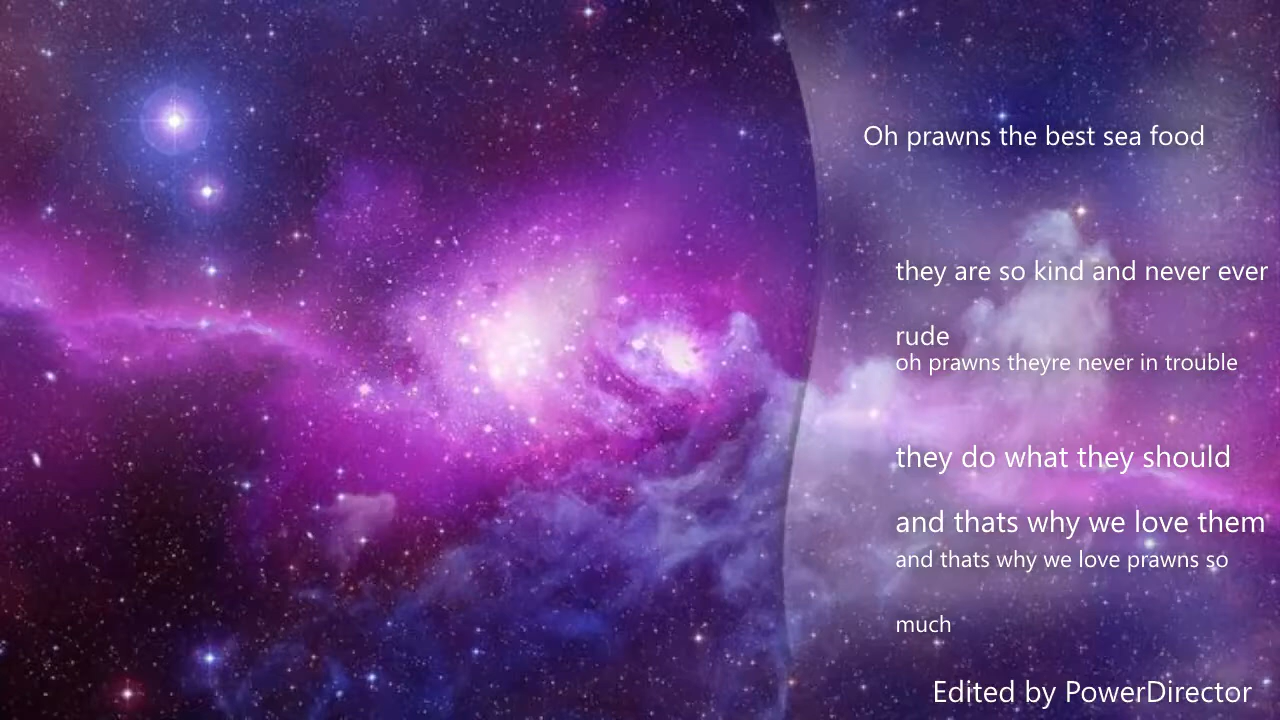 Oh prawns the best sea food
they are so kind and never ever
rude
oh prawns theyre never in trouble
they do what they should
and thats why we love them
and thats why we love prawns so
much
Edited by PowerDirector